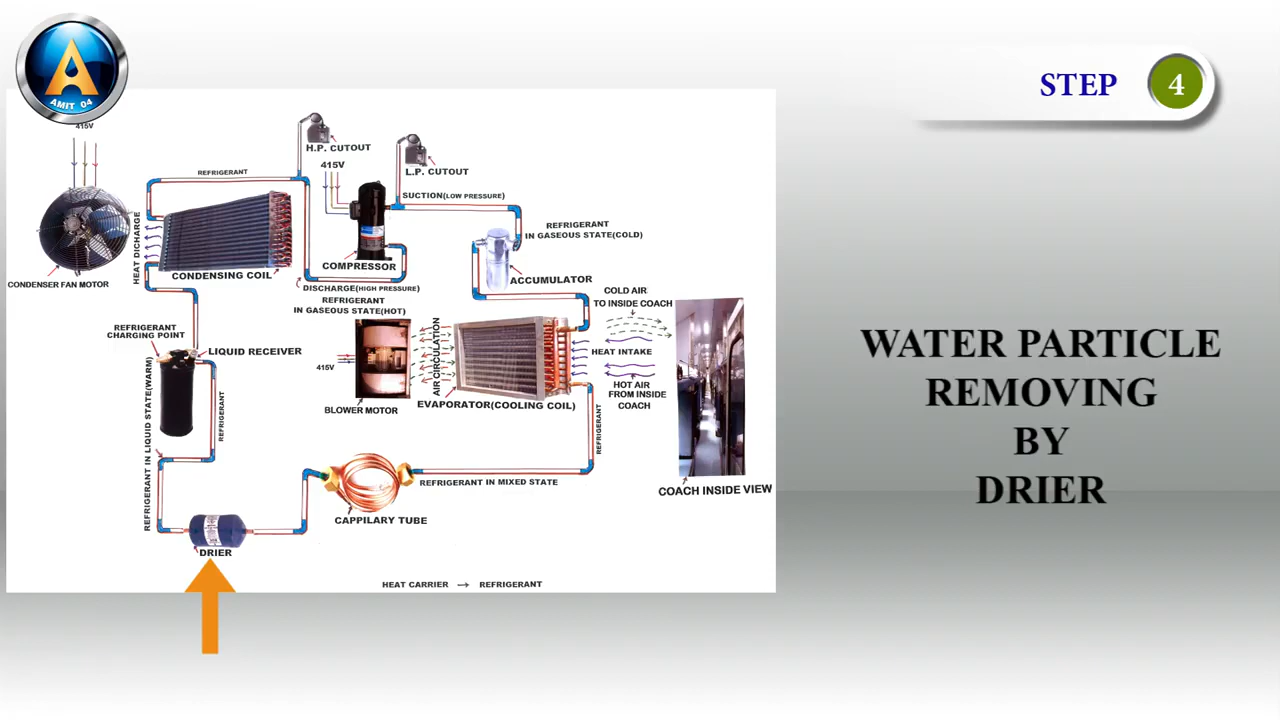 A
AMIT 04
STEP 4
415V
H.P. CUTOUT
415V
L.P. CUTOUT
REFRIGERANT
SUCTION(LOW PRESSURE)
HEAT DICHARGE
REFRIGERANT
IN GASEOUS STATE(COLD)
COMPRESSOR
CONDENSING COIL
CONDENSER FAN MOTOR
ACCUMULATOR
DISCHARGE(HIGH PRESSURE)
REFRIGERANT
IN GASEOUS STATE(HOT)
COLD AIR
TO INSIDE COACH
REFRIGERANT
CHARGING POINT
LIQUID RECEIVER
AIR CIRCULATION
HEAT INTAKE
415V
HOT AIR
FROM INSIDE
COACH
BLOWER MOTOR
EVAPORATOR(COOLING COIL)
REFRIGERANT IN LIQUID STATE(WARM)
REFRIGERANT
REFRIGERANT
REFRIGERANT IN MIXED STATE
COACH INSIDE VIEW
CAPPILARY TUBE
DRIER
HEAT CARRIER → REFRIGERANT
WATER PARTICLE
REMOVING
BY
DRIER